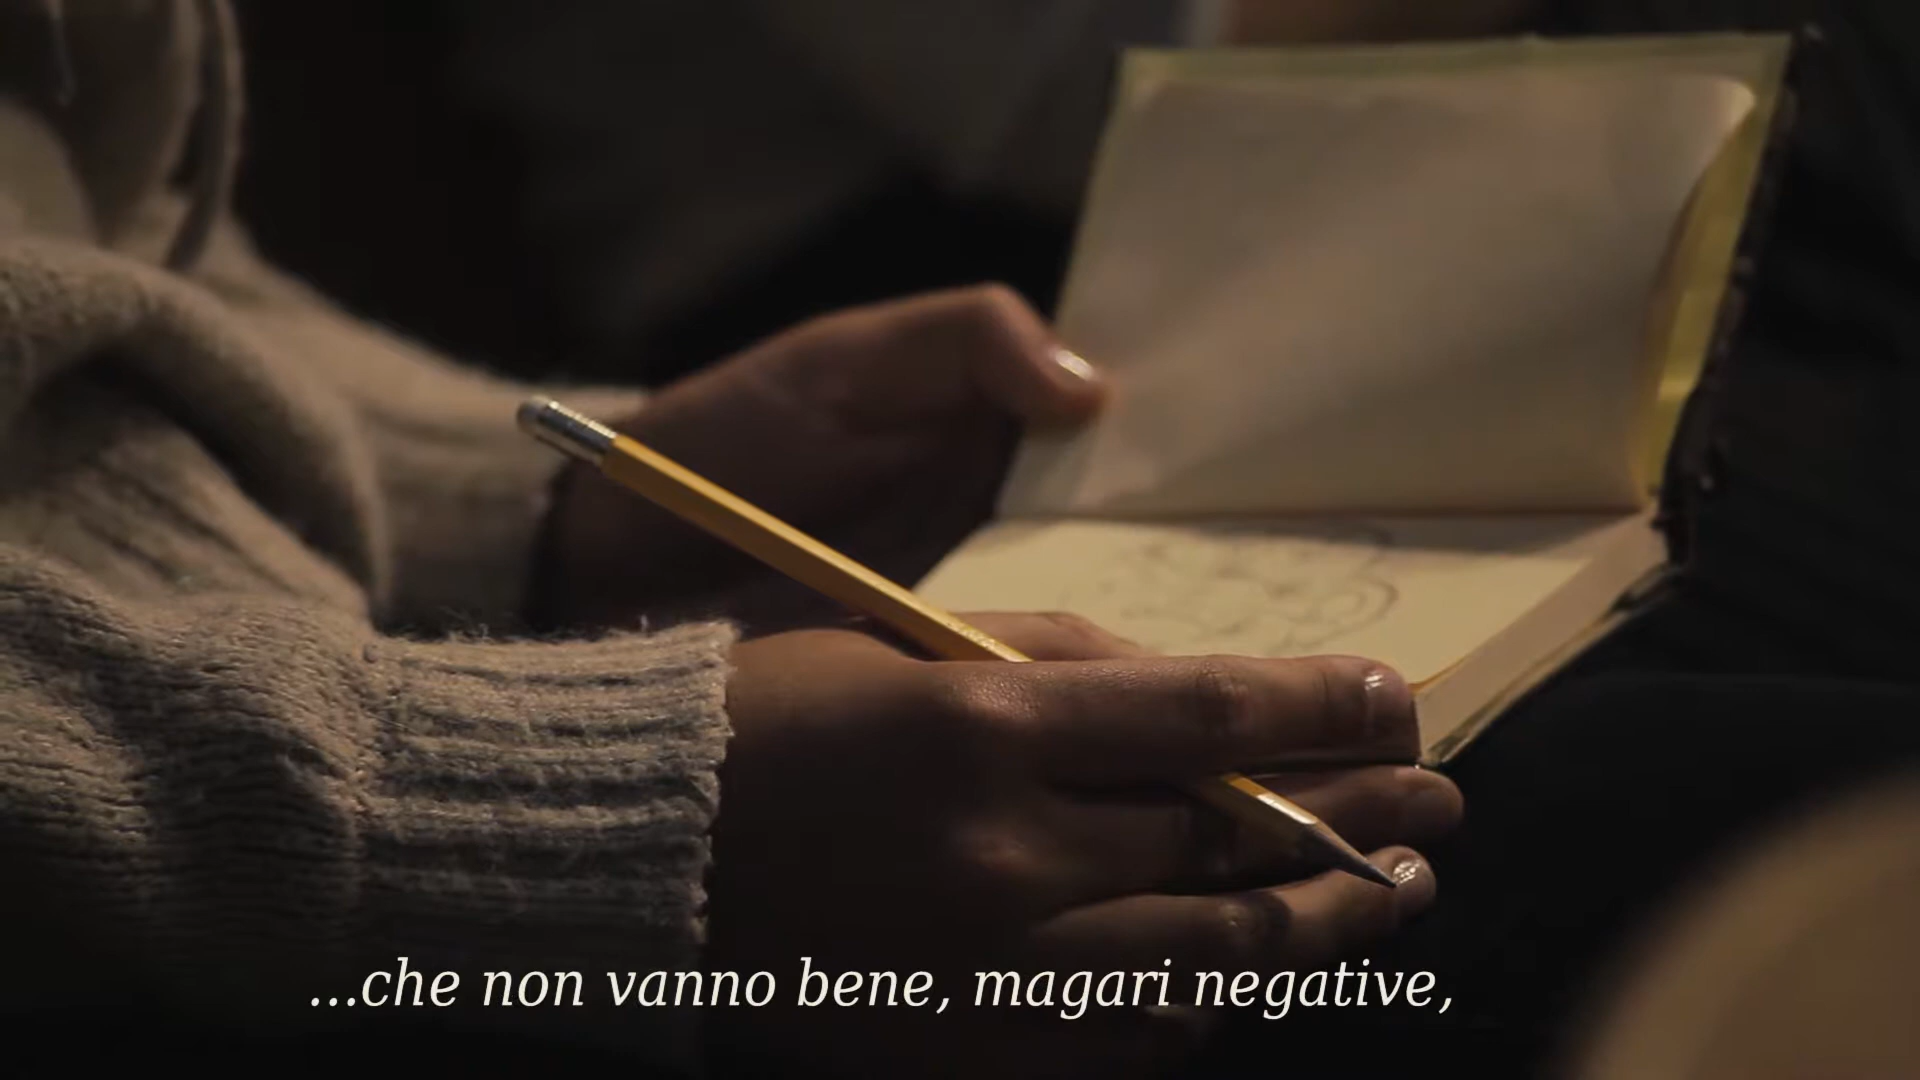 ...che non vanno bene, magari negative,